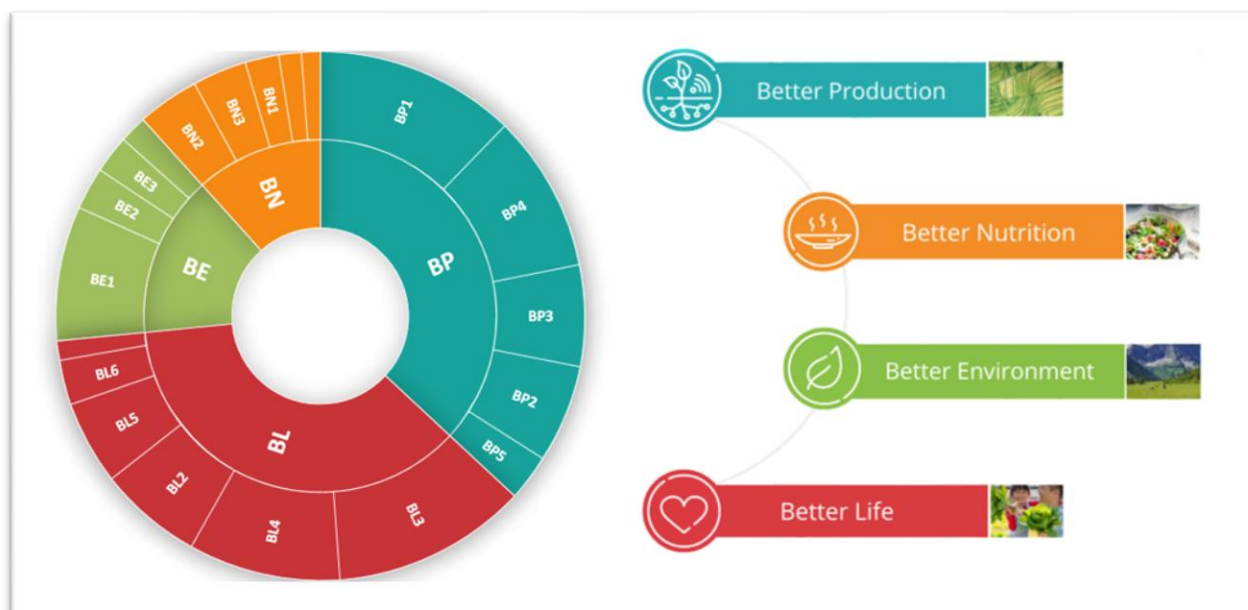 BP1
BP4
BP3
BP2
BP5
BL3
BL4
BL2
BL5
BL6
BE1
BE2
BE3
BN2
BN3
BN1
BP
BL
BE
BN
Better Production
Better Nutrition
Better Environment
Better Life